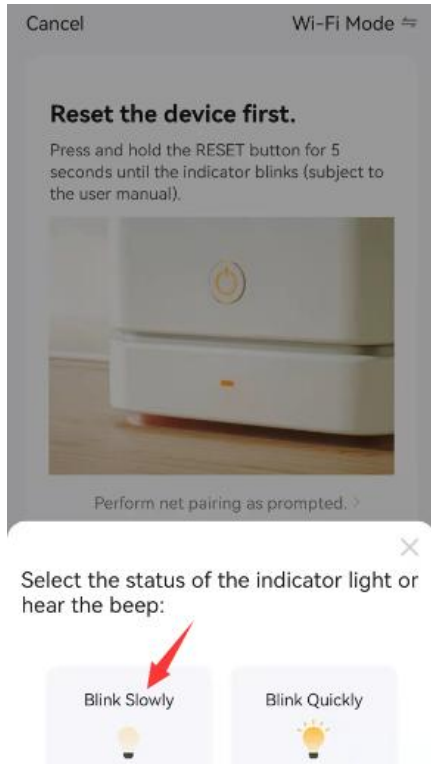 Cancel
Wi-Fi Mode
Reset the device first.
Press and hold the RESET button for 5
seconds until the indicator blinks (subject to
the user manual).
Perform net pairing as prompted. >
Select the status of the indicator light or
hear the beep:
Blink Slowly
Blink Quickly